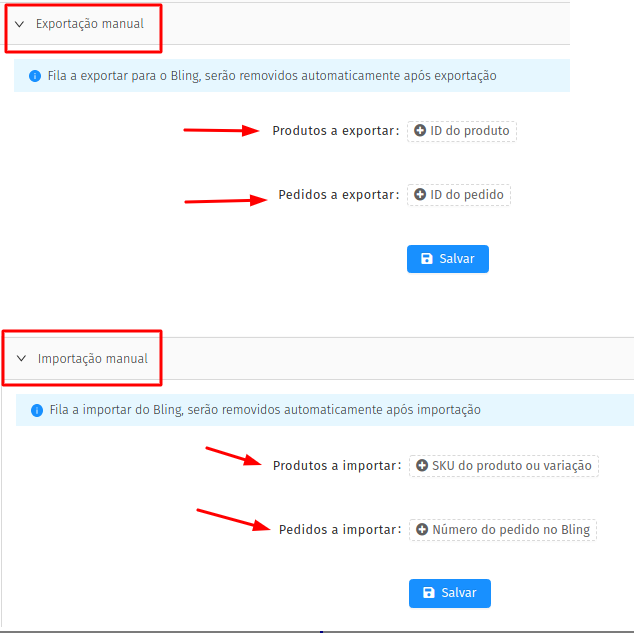 Exportação manual
Fila a exportar para o Bling, serão removidos automaticamente após exportação
Produtos a exportar: ID do produto
Pedidos a exportar: ID do pedido
Salvar
Importação manual
Fila a importar do Bling, serão removidos automaticamente após importação
Produtos a importar: SKU do produto ou variação
Pedidos a importar: Número do pedido no Bling
Salvar